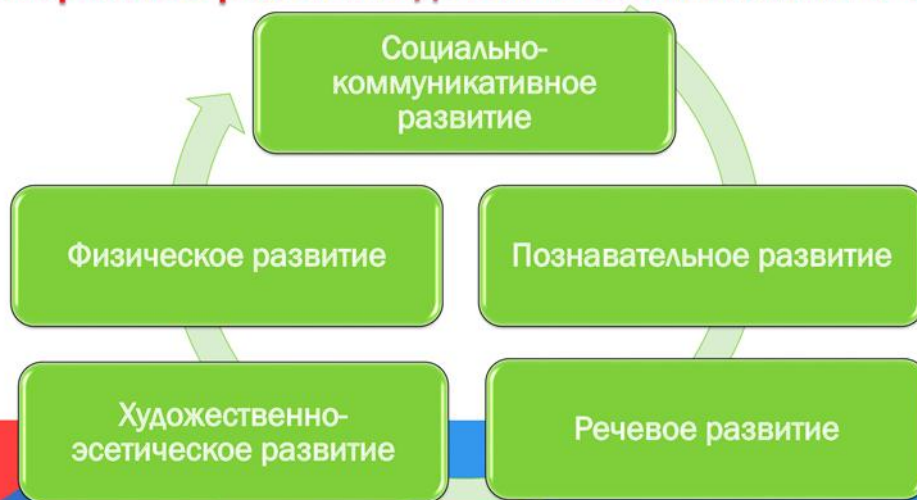 Социально-
коммуникативное
развитие
Физическое развитие
Познавательное развитие
Художественно-
эсетическое развитие
Речевое развитие